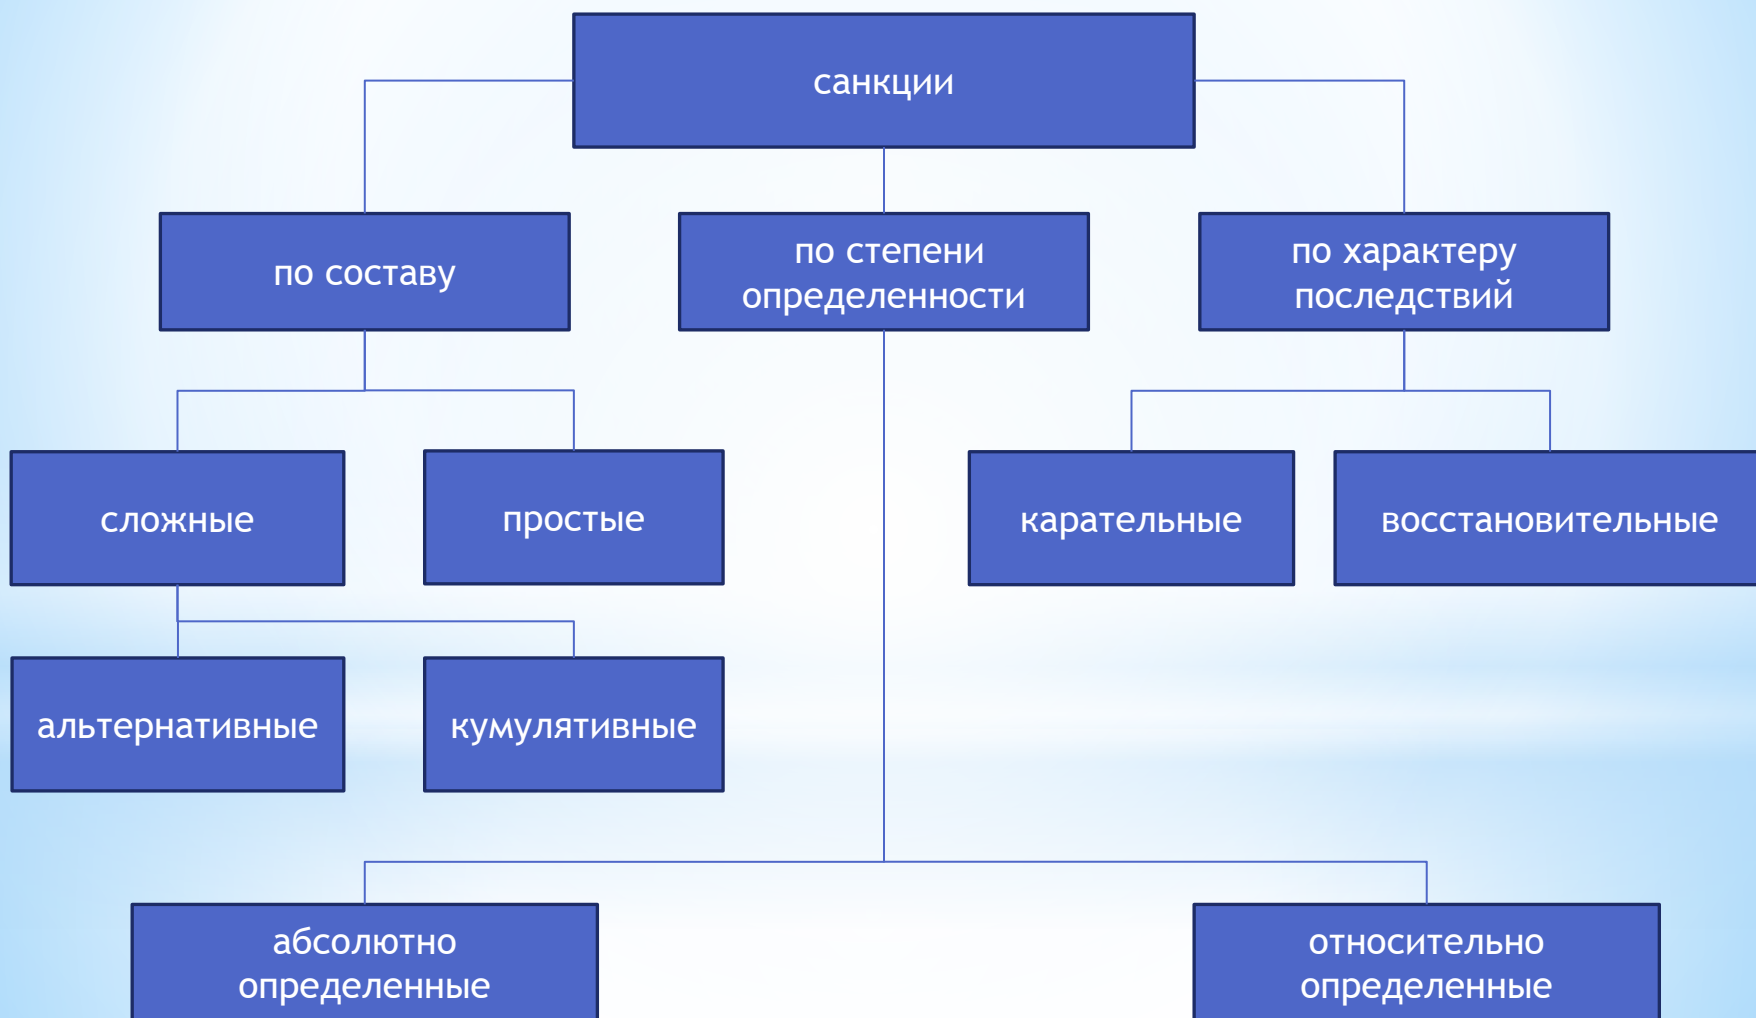 санкции
по составу
по степени
определенности
по характеру
последствий
сложные
простые
карательные
восстановительные
альтернативные
кумулятивные
абсолютно
определенные
относительно
определенные